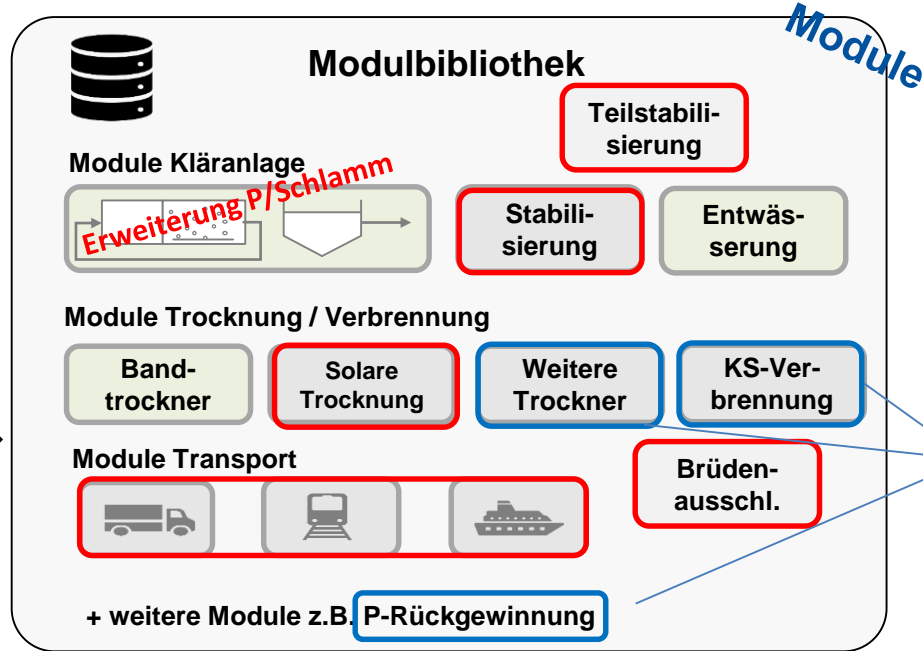 Module
Modulbibliothek
Teilstabili-
sierung
Module Kläranlage
Erweiterung P/Schlamm
Stabili-
sierung
Entwäs-
serung
Module Trocknung / Verbrennung
Band-
trockner
Solare
Trocknung
Weitere
Trockner
KS-Ver-
brennung
Module Transport
Brüden-
ausschl.
+ weitere Module z.B. P-Rückgewinnung